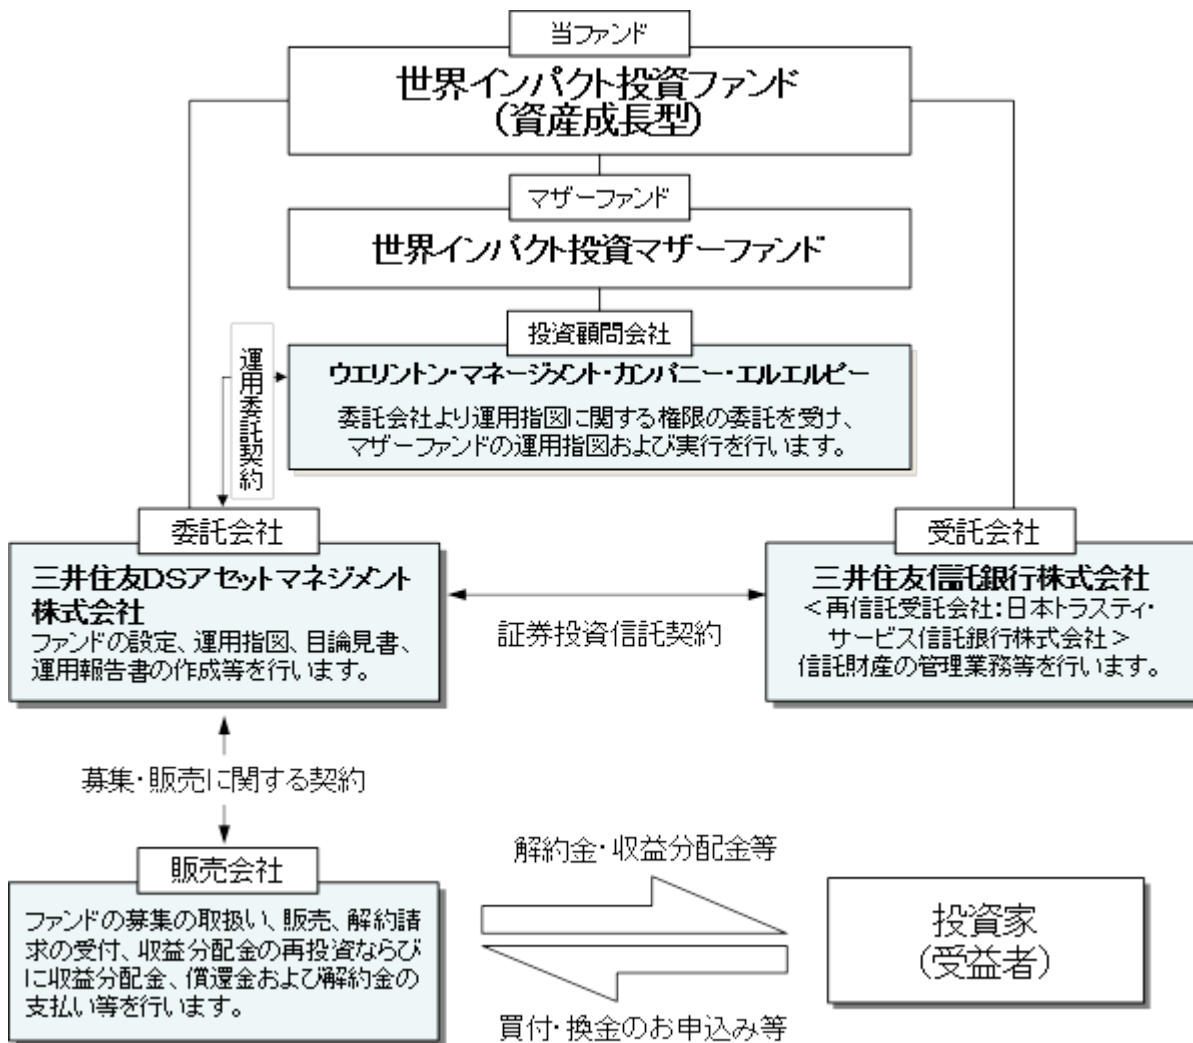 当ファンド
世界インパクト投資ファンド
(資産成長型)
マザーファンド
世界インパクト投資マザーファンド
投資顧問会社
ウエリントン・マネージメント・カンパニー・エルエルピー
委託会社より運用指図に関する権限の委託を受け、
マザーファンドの運用指図および実行を行います。
運用委託契約
委託会社
三井住友DSアセットマネジメント
株式会社
ファンドの設定、運用指図、目論見書、
運用報告書の作成等を行います。
証券投資信託契約
受託会社
三井住友信託銀行株式会社
<再信託受託会社:日本トラスティ・
サービス信託銀行株式会社>
信託財産の管理業務等を行います。
募集・販売に関する契約
販売会社
ファンドの募集の取扱い、販売、解約請
求の受付、収益分配金の再投資ならび
に収益分配金、償還金および解約金の
支払い等を行います。
解約金・収益分配金等
買付・換金のお申込み等
投資家
(受益者)